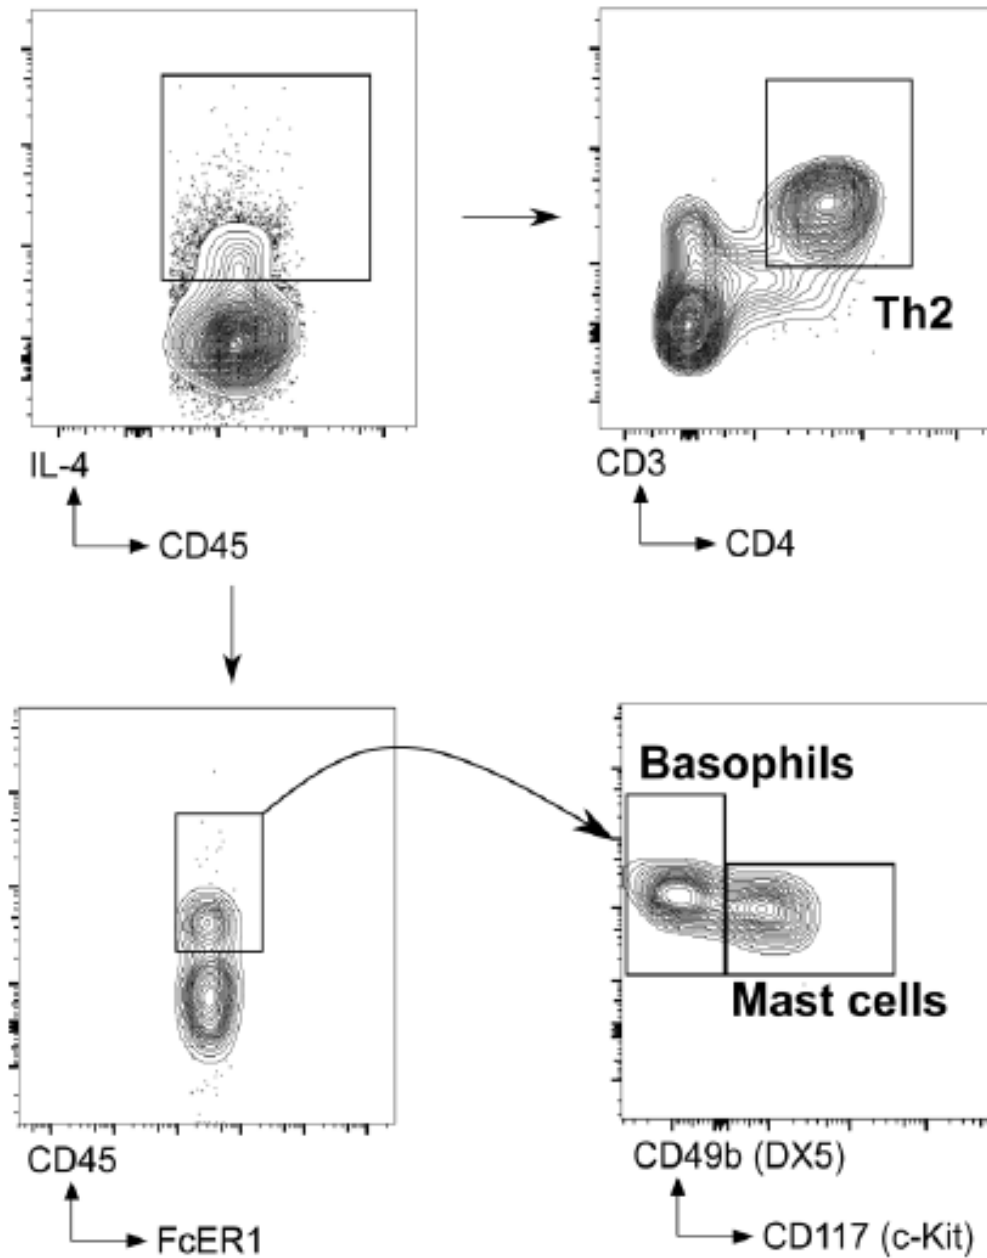 IL-4
CD45
CD3
CD4
Th2
CD45
FcER1
Basophils
Mast cells
CD49b (DX5)
CD117 (c-Kit)